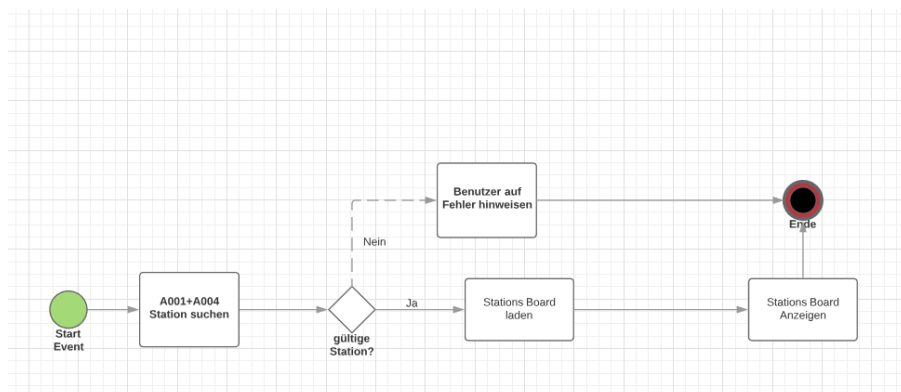 Benutzer auf
Fehler hinweisen
Ende
Nein
A001+A004
Station suchen
Ja
Stations Board
laden
Stations Board
Anzeigen
Start
Event
gültige
Station?